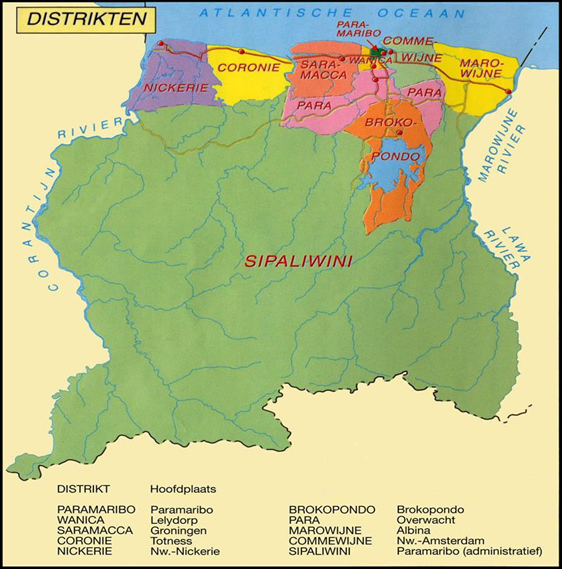 DISTRIKTEN
ATLANTISCHE OCEAAN
PARA-
MARIBO
COMME-
WIJNE
WANICA
MARO-
WIJNE
SARA-
MACCA
CORONIE
NICKERIE
PARA
PARA
BROKO-
PONDO
SIPALIWINI
CORANTIJN RIVIER
MAROWIJNE
RIVIER
LAWA
RIVIER
DISTRIKT Hoofdplaats
PARAMARIBO Paramaribo
WANICA Lelydorp
SARAMACCA Groningen
CORONIE Totness
NICKERIE Nw.-Nickerie
BROKOPONDO Brokopondo
PARA Overwacht
MAROWIJNE Albina
COMMEWIJNE Nw.-Amsterdam
SIPALIWINI Paramaribo (administratief)